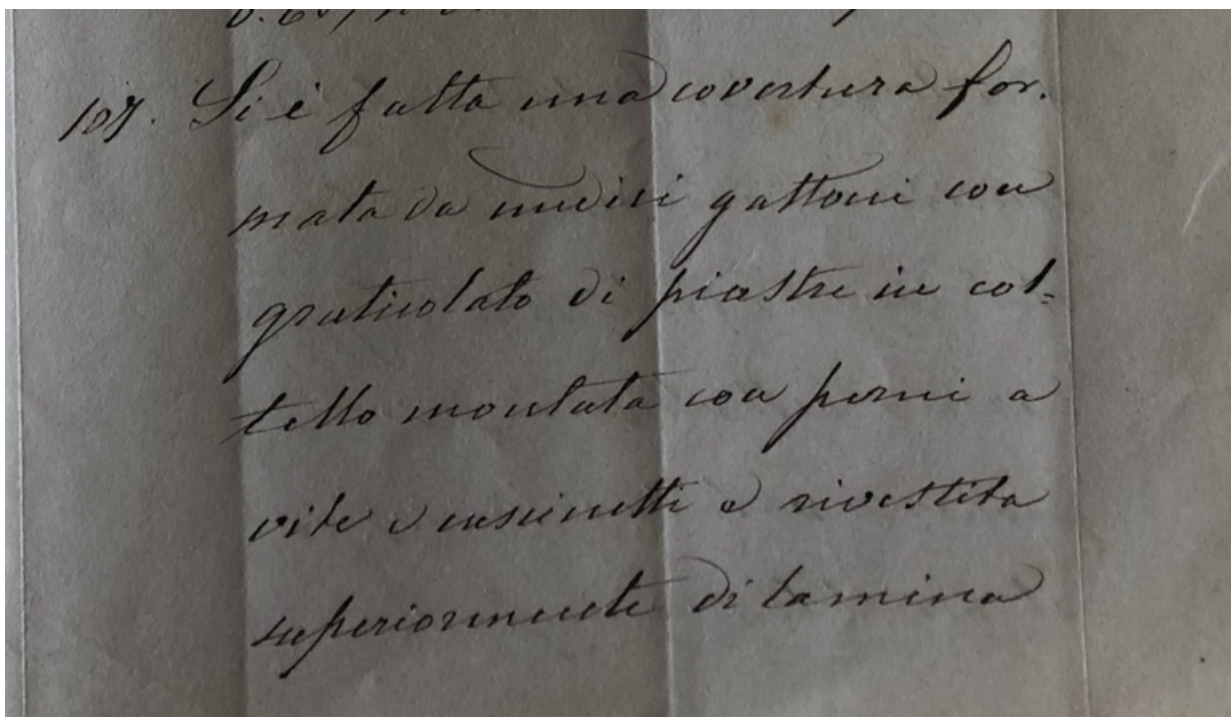 107. Si è fatta una covertura for.
mata da undici gattoni con
graticolato di piastre in col=
tello montata con perni a
vite e cuscinetti e rivestita
superiormente di lamina